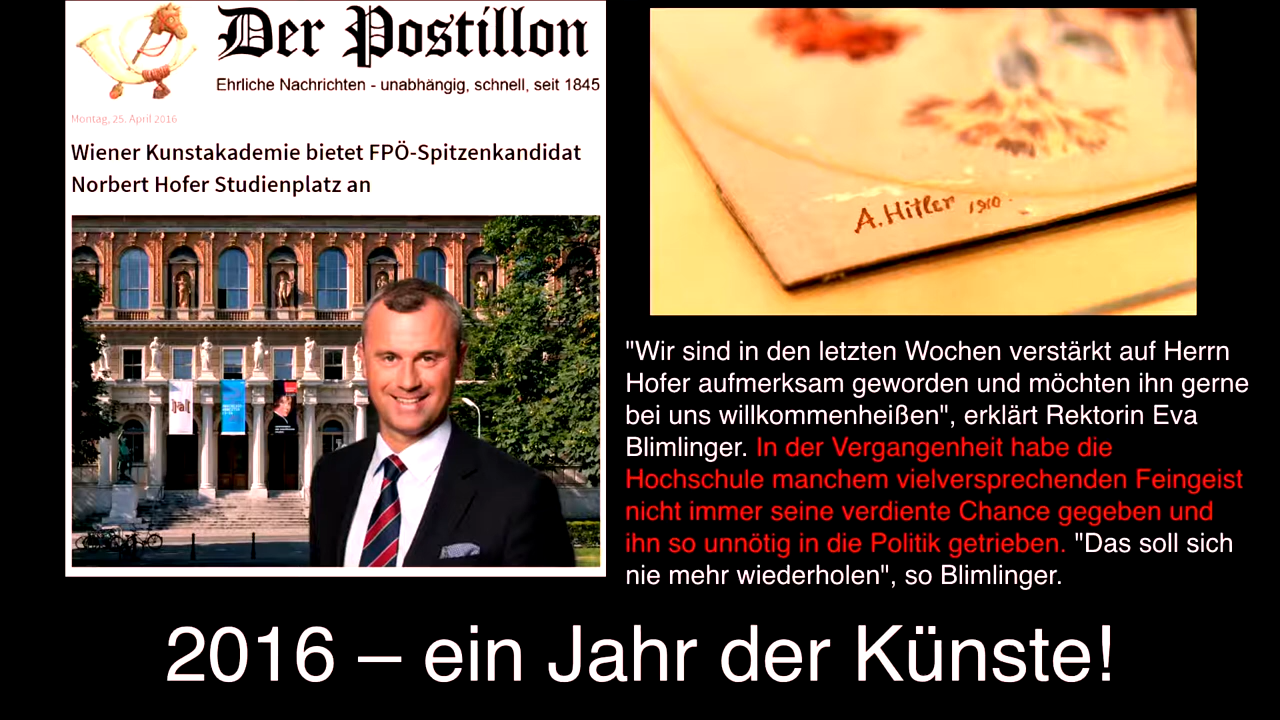 Der Postillon
Ehrliche Nachrichten - unabhängig, schnell, seit 1845
Montag, 25. April 2016
Wiener Kunstakademie bietet FPÖ-Spitzenkandidat
Norbert Hofer Studienplatz an
A. Hitler 1910.
"Wir sind in den letzten Wochen verstärkt auf Herrn
Hofer aufmerksam geworden und möchten ihn gerne
bei uns willkommenheißen", erklärt Rektorin Eva
Blimlinger. In der Vergangenheit habe die
Hochschule manchem vielversprechenden Feingeist
nicht immer seine verdiente Chance gegeben und
ihn so unnötig in die Politik getrieben. "Das soll sich
nie mehr wiederholen", so Blimlinger.
2016 – ein Jahr der Künste!